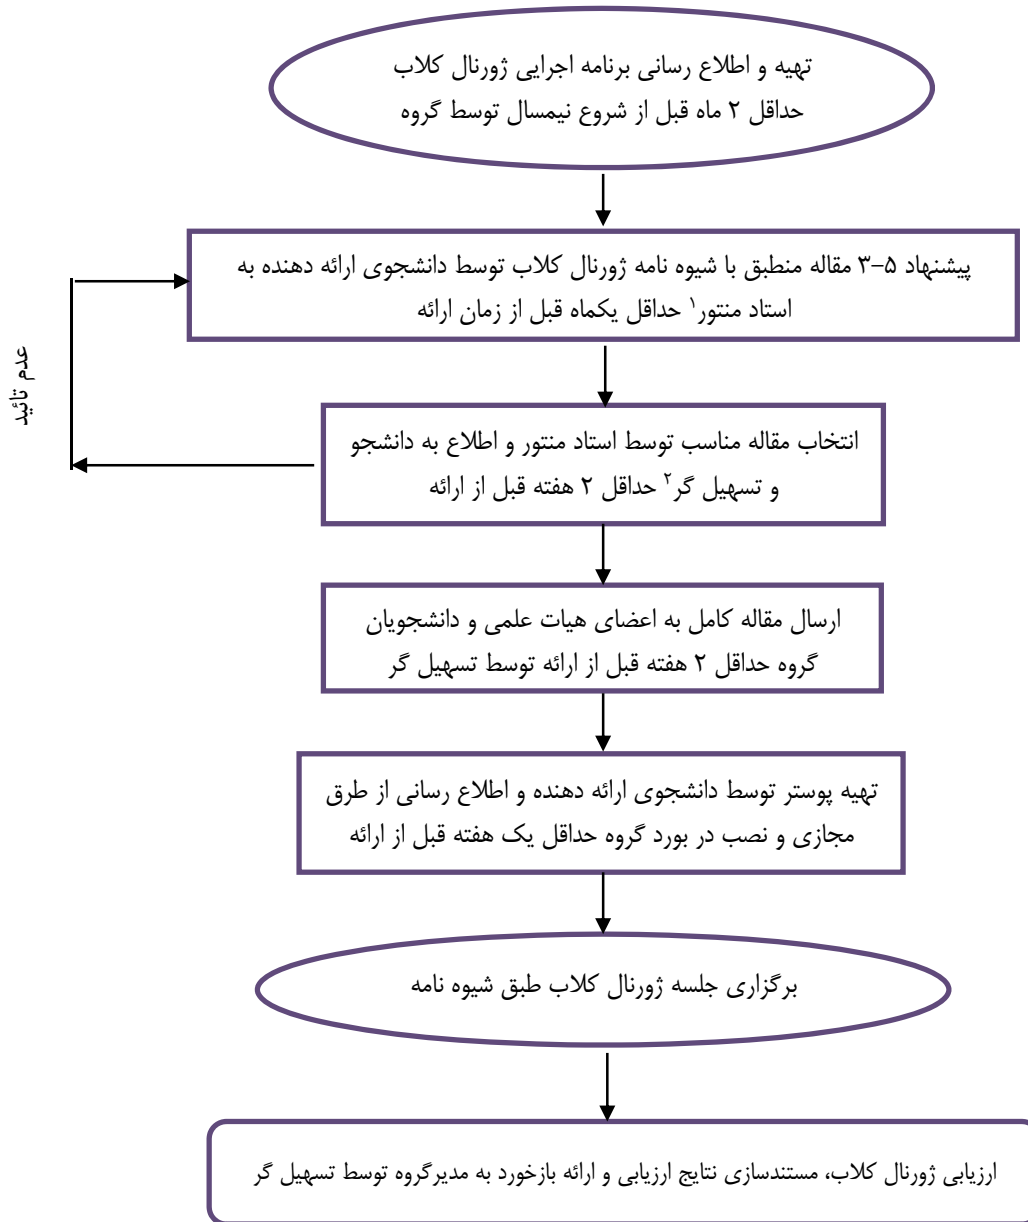 تهیه و اطلاع رسانی برنامه اجرایی ژورنال کلاب
حداقل ۲ ماه قبل از شروع نیمسال توسط گروه
پیشنهاد ۵-۳ مقاله منطبق با شیوه نامه ژورنال کلاب توسط دانشجوی ارائه دهنده به
استاد منتور۱ حداقل یکماه قبل از زمان ارائه
عدم تائید
انتخاب مقاله مناسب توسط استاد منتور و اطلاع به دانشجو
و تسهیل گر۲ حداقل ۲ هفته قبل از ارائه
ارسال مقاله کامل به اعضای هیات علمی و دانشجویان
گروه حداقل ۲ هفته قبل از ارائه توسط تسهیل گر
تهیه پوستر توسط دانشجوی ارائه دهنده و اطلاع رسانی از طرق
مجازی و نصب در بورد گروه حداقل یک هفته قبل از ارائه
برگزاری جلسه ژورنال کلاب طبق شیوه نامه
ارزیابی ژورنال کلاب، مستندسازی نتایج ارزیابی و ارائه بازخورد به مدیرگروه توسط تسهیل گر